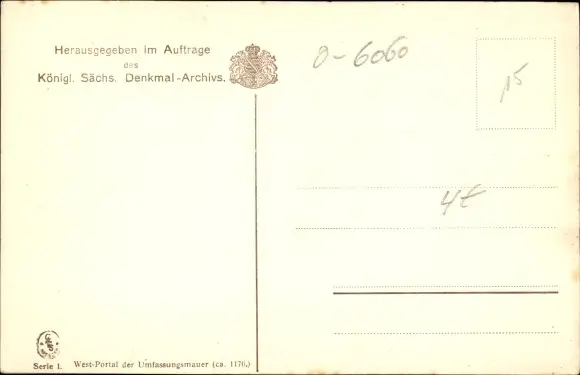 Herausgegeben im Auftrage
des
Königl. Sächs. Denkmal-Archivs.
0-6060
15
4€
Serie 1. West-Portal der Umfassungsmauer (ca. 1170.)